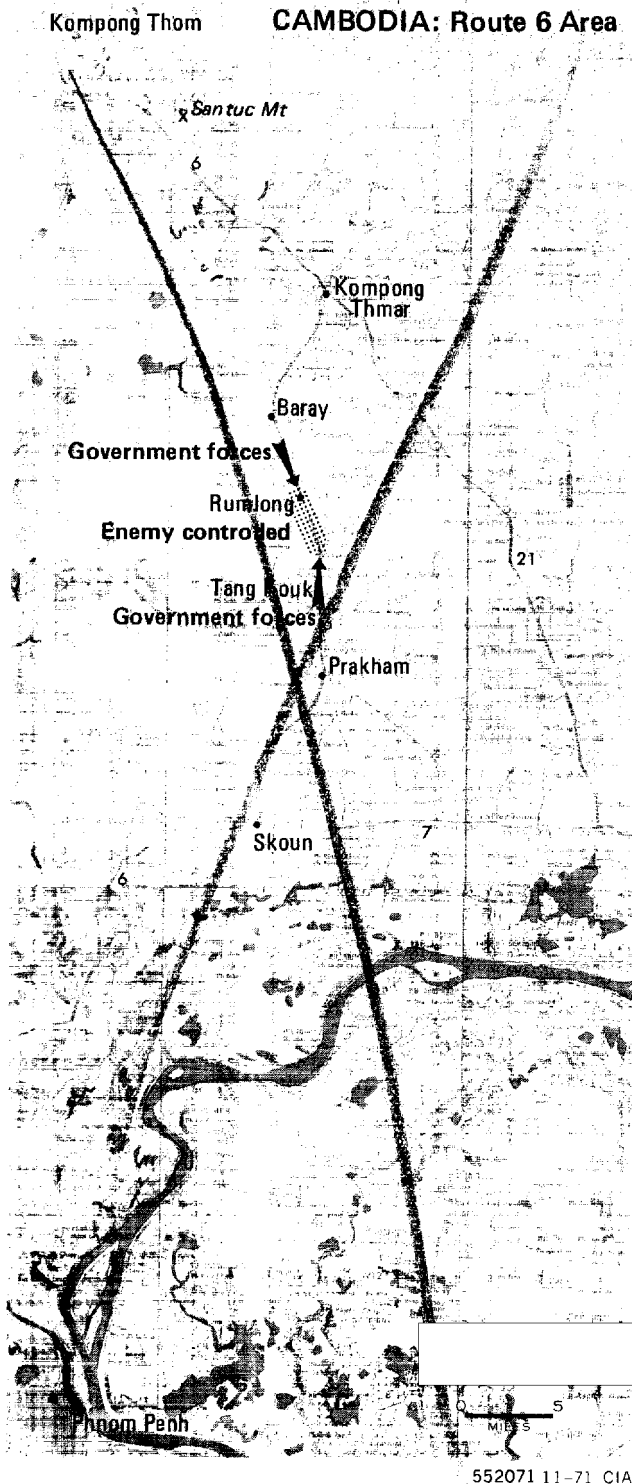 Kompong Thom
CAMBODIA: Route 6 Area
Santuc Mt
6
Kompong
Thmar
Baray
Government forces
Rumlong
Enemy controlled
21
Tang Kouk
Government forces
Prakham
Skoun
7
6
Phnom Penh
0 5
MILES
552071 11-71 CIA